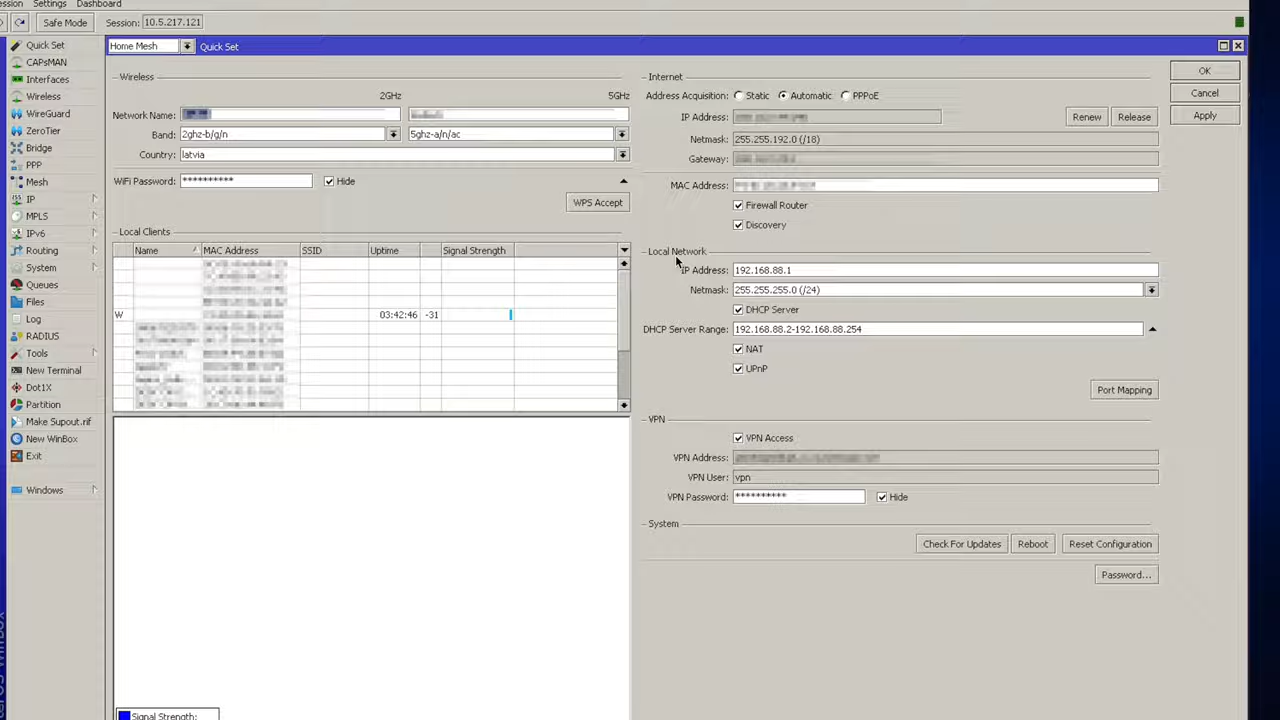 ession Settings Dashboard
Safe Mode Session: 10.5.217.121
Home Mesh Quick Set
Quick Set
CAPsMAN
Interfaces
Wireless
WireGuard
ZeroTier
Bridge
PPP
Mesh
IP
MPLS
IPv6
Routing
System
Queues
Files
Log
RADIUS
Tools
New Terminal
Dot1X
Partition
Make Supout.rif
New WinBox
Exit
Windows
Wireless
2GHz 5GHz
Network Name:
Band: 2ghz-b/g/n 5ghz-a/n/ac
Country: latvia
WiFi Password: ********** Hide
WPS Accept
Local Clients
Name MAC Address SSID Uptime Signal Strength
W 03:42:46 -31
Signal Strength:
Internet
Address Acquisition: Static Automatic PPPoE
IP Address: Renew Release
Netmask: 255.255.192.0 (/18)
Gateway:
MAC Address:
Firewall Router
Discovery
Local Network
IP Address: 192.168.88.1
Netmask: 255.255.255.0 (/24)
DHCP Server
DHCP Server Range: 192.168.88.2-192.168.88.254
NAT
UPnP
Port Mapping
VPN
VPN Access
VPN Address:
VPN User: vpn
VPN Password: ********** Hide
System
Check For Updates Reboot Reset Configuration
Password...
OK
Cancel
Apply